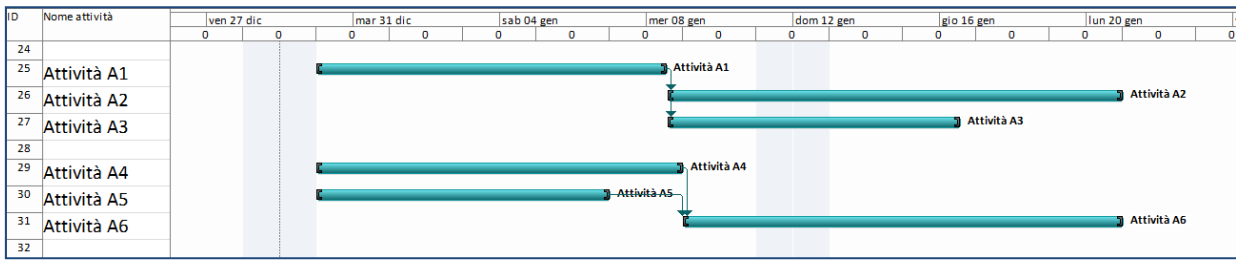 ID Nome attività ven 27 dic mar 31 dic sab 04 gen mer 08 gen dom 12 gen gio 16 gen lun 20 gen
0 0 0 0 0 0 0 0 0 0 0 0 0 0 0
24
25 Attività A1 Attività A1
26 Attività A2 Attività A2
27 Attività A3 Attività A3
28
29 Attività A4 Attività A4
30 Attività A5 Attività A5
31 Attività A6 Attività A6
32